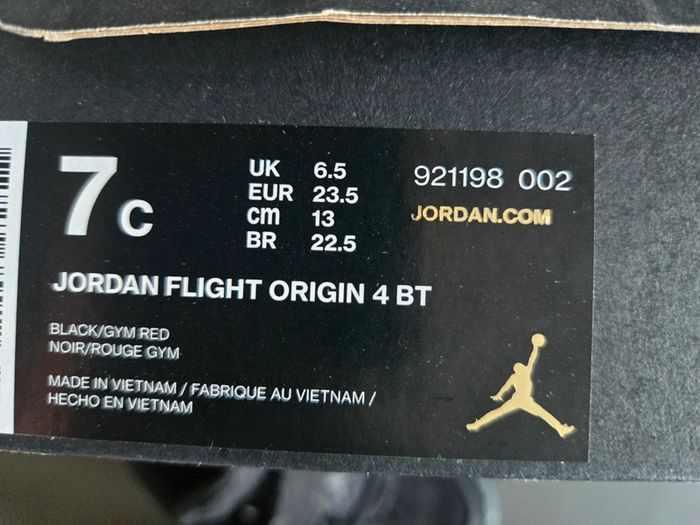 7C
UK 6.5
EUR 23.5
cm 13
BR 22.5
921198 002
JORDAN.COM
JORDAN FLIGHT ORIGIN 4 BT
BLACK/GYM RED
NOIR/ROUGE GYM
MADE IN VIETNAM / FABRIQUE AU VIETNAM /
HECHO EN VIETNAM